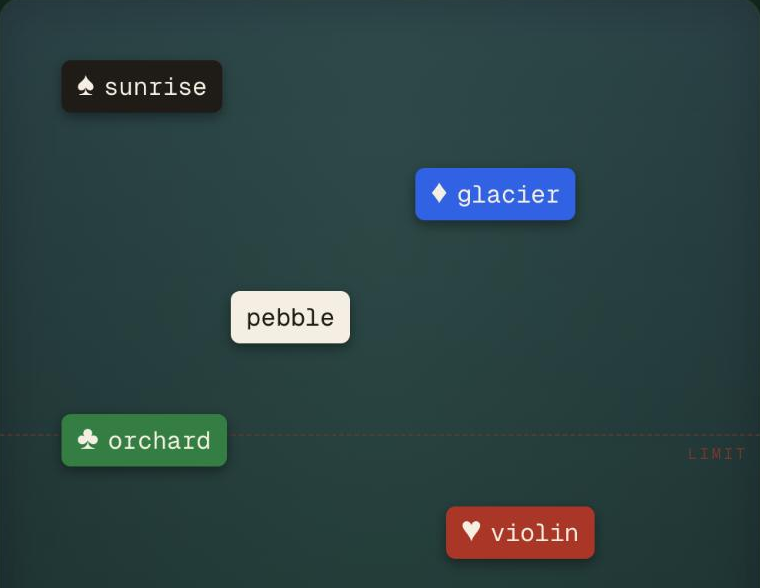 ♠ sunrise
♦ glacier
pebble
♣ orchard
LIMIT
♥ violin